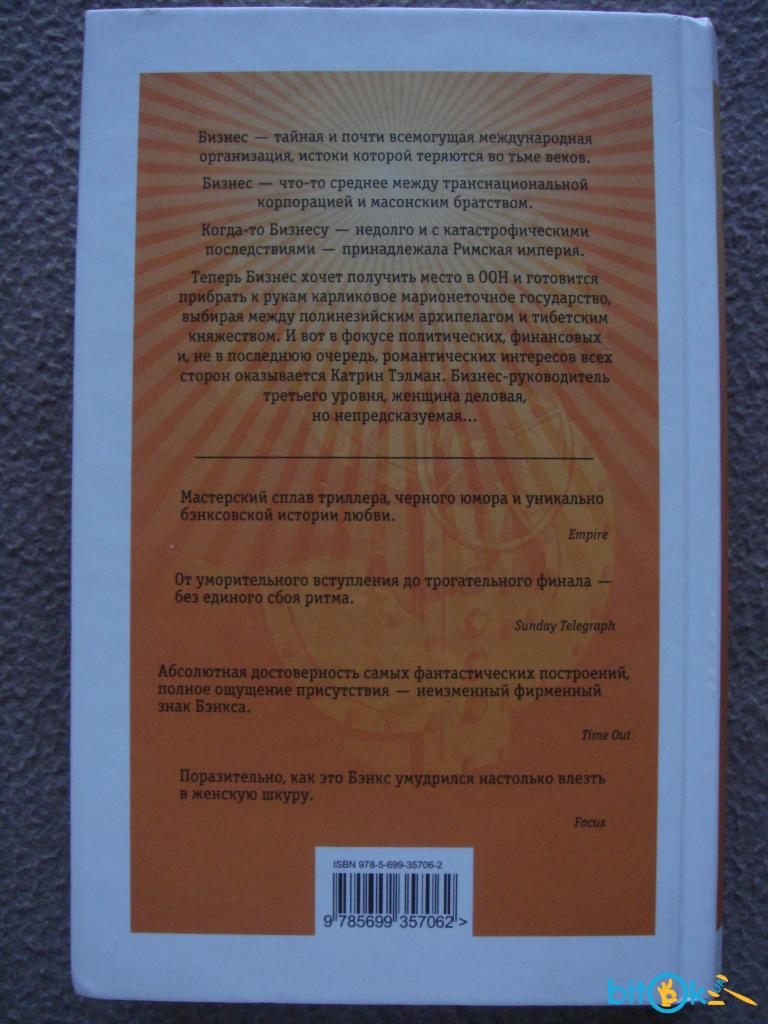 Бизнес — тайная и почти всемогущая международная
организация, истоки которой теряются во тьме веков.
Бизнес — что-то среднее между транснациональной
корпорацией и масонским братством.
Когда-то Бизнесу — недолго и с катастрофическими
последствиями — принадлежала Римская империя.
Теперь Бизнес хочет получить место в ООН и готовится
прибрать к рукам карликовое марионеточное государство,
выбирая между полинезийским архипелагом и тибетским
княжеством. И вот в фокусе политических, финансовых
и, не в последнюю очередь, романтических интересов всех
сторон оказывается Катрин Тэлман. Бизнес-руководитель
третьего уровня, женщина деловая,
но непредсказуемая...
Мастерский сплав триллера, черного юмора и уникально
бэнксовской истории любви.
Empire
От уморительного вступления до трогательного финала —
без единого сбоя ритма.
Sunday Telegraph
Абсолютная достоверность самых фантастических построений,
полное ощущение присутствия — неизменный фирменный
знак Бэнкса.
Time Out
Поразительно, как это Бэнкс умудрился настолько влезть
в женскую шкуру.
Focus
ISBN 978-5-699-35706-2
9 785699 357062 >
bitOk UA